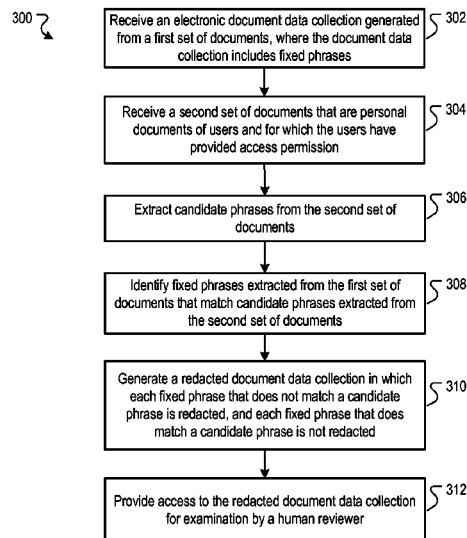 300
Receive an electronic document data collection generated
from a first set of documents, where the document data
collection includes fixed phrases
302
Receive a second set of documents that are personal
documents of users and for which the users have
provided access permission
304
Extract candidate phrases from the second set of
documents
306
Identify fixed phrases extracted from the first set of
documents that match candidate phrases extracted from
the second set of documents
308
Generate a redacted document data collection in which
each fixed phrase that does not match a candidate
phrase is redacted, and each fixed phrase that does
match a candidate phrase is not redacted
310
Provide access to the redacted document data collection
for examination by a human reviewer
312